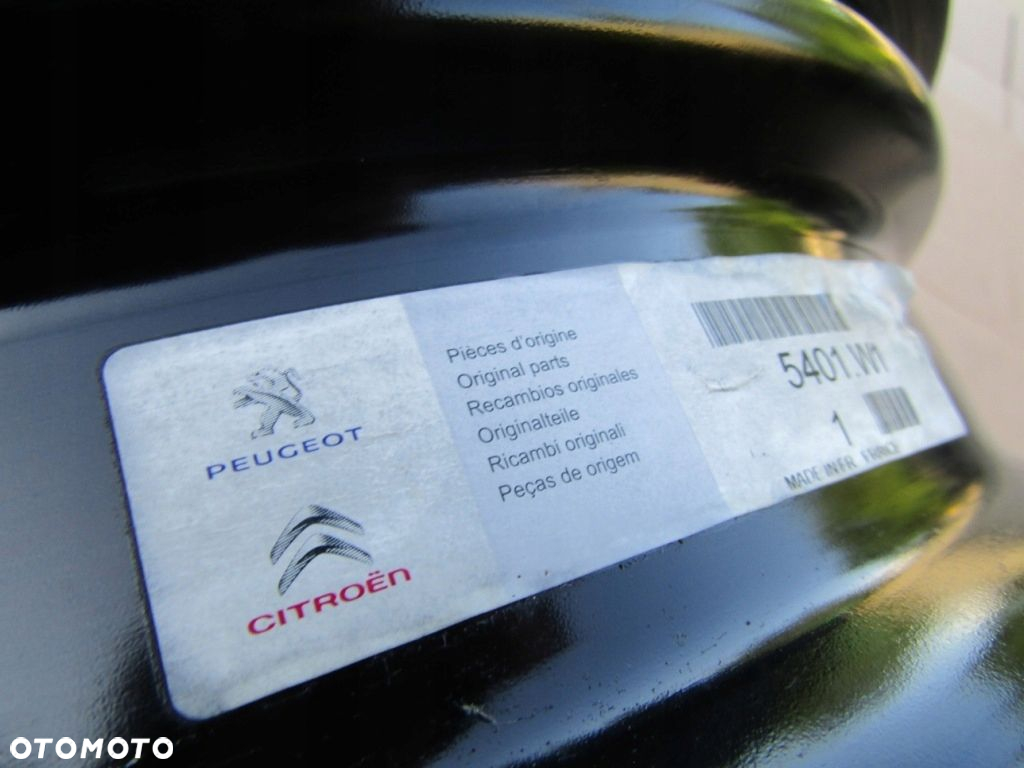 PEUGEOT
CITROËN
Pièces d'origine
Original parts
Recambios originales
Originalteile
Ricambi originali
Peças de origem
5401.W1
1
MADE IN FR FRANCE
OTOMOTO